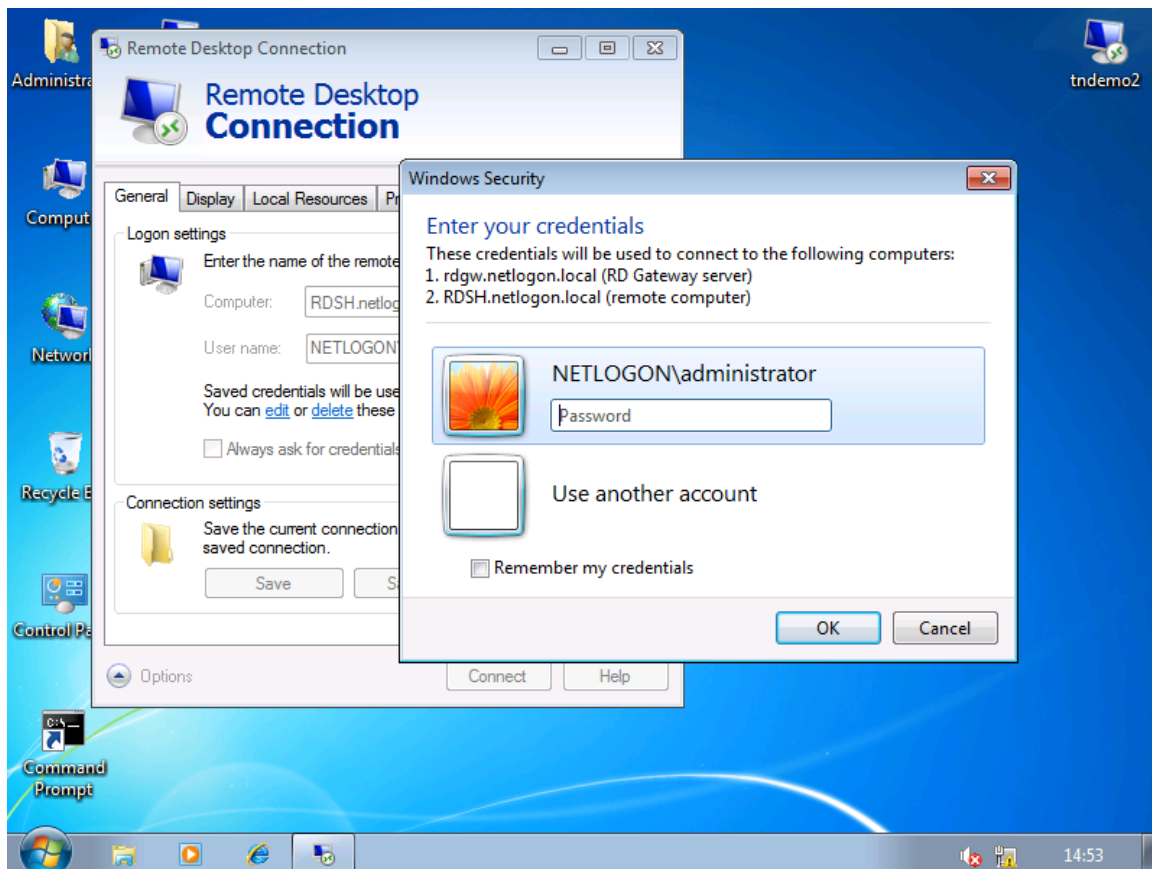 Administra
tndemo2
Comput
Network
Recycle B
Control Pa
Command
Prompt
Remote Desktop Connection
Remote Desktop
Connection
General Display Local Resources Pr
Logon settings
Enter the name of the remote
Computer: RDSH.netlog
User name: NETLOGON\
Saved credentials will be use
You can edit or delete these
Always ask for credentials
Connection settings
Save the current connection
saved connection.
Save Sa
Options Connect Help
Windows Security
Enter your credentials
These credentials will be used to connect to the following computers:
1. rdgw.netlogon.local (RD Gateway server)
2. RDSH.netlogon.local (remote computer)
NETLOGON\administrator
Password
Use another account
Remember my credentials
OK Cancel
C:\_
14:53